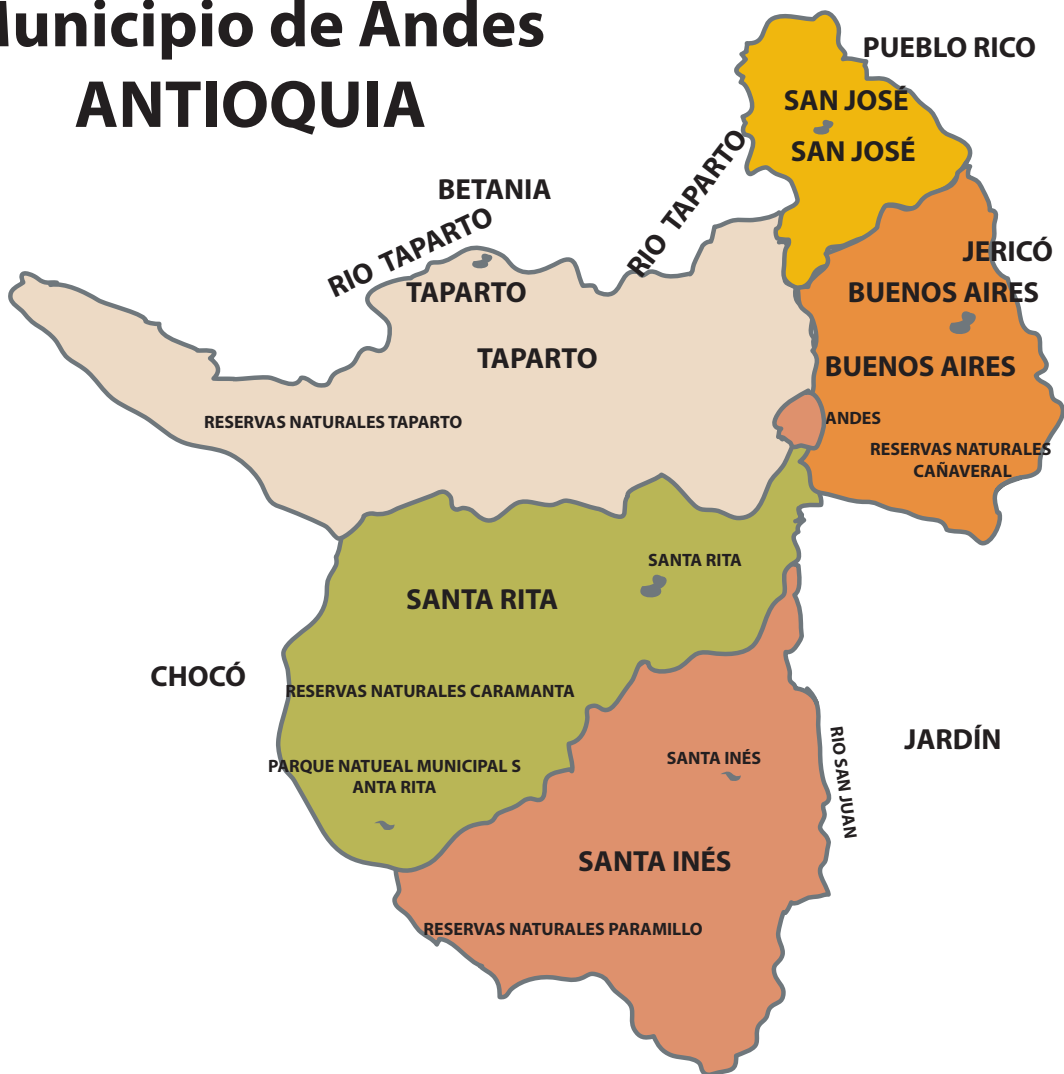 Municipio de Andes
ANTIOQUIA
PUEBLO RICO
SAN JOSÉ
SAN JOSÉ
BETANIA
RIO TAPARTO
RIO TAPARTO
JERICÓ
TAPARTO
BUENOS AIRES
TAPARTO
BUENOS AIRES
RESERVAS NATURALES TAPARTO
ANDES
RESERVAS NATURALES
CAÑAVERAL
SANTA RITA
SANTA RITA
CHOCÓ
RESERVAS NATURALES CARAMANTA
JARDÍN
RIO SAN JUAN
SANTA INÉS
PARQUE NATUEAL MUNICIPAL S
ANTA RITA
SANTA INÉS
RESERVAS NATURALES PARAMILLO